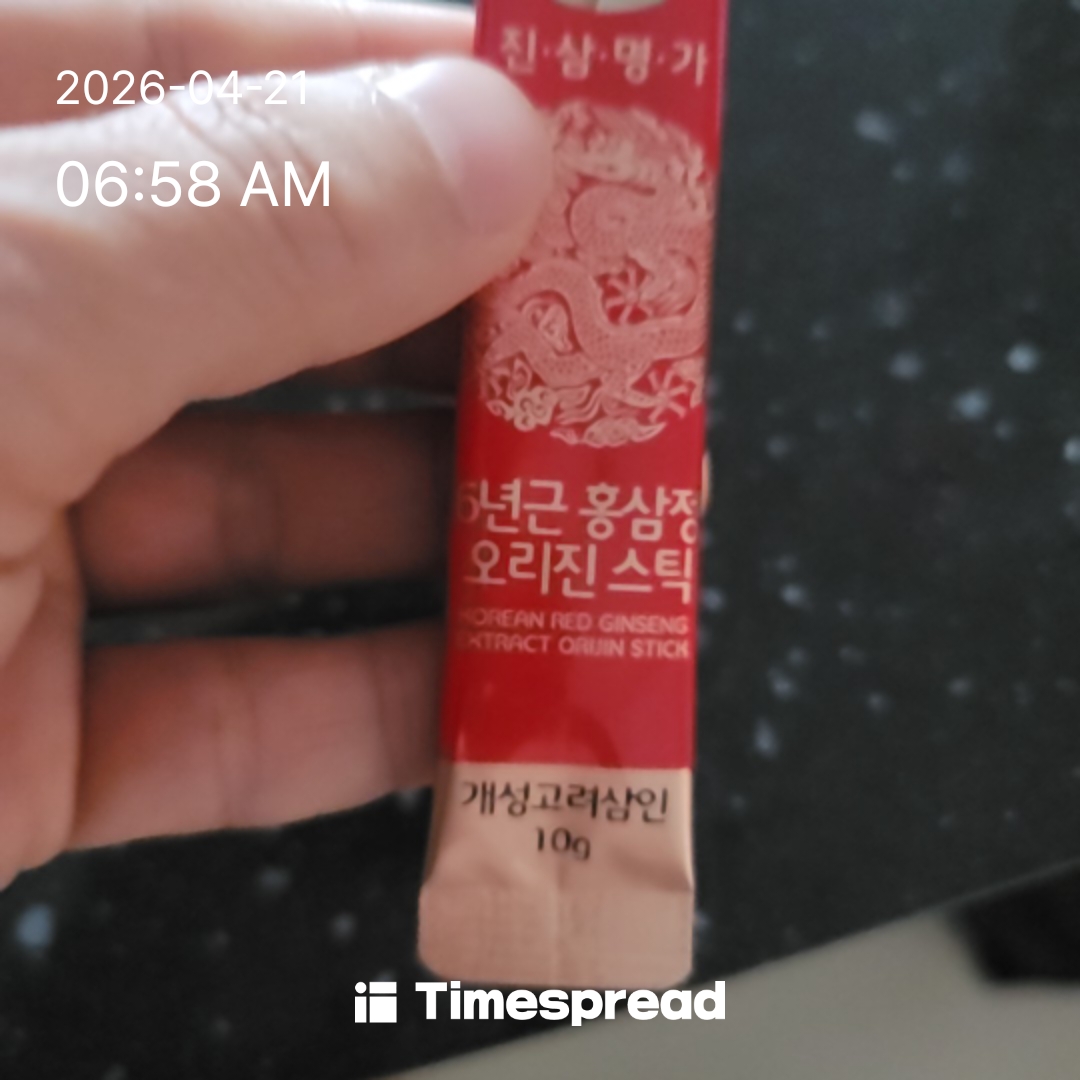 2026-04-21
06:58 AM
진·삼·명·가
6년근 홍삼정
오리진 스틱
KOREAN RED GINSENG
EXTRACT ORIJIN STICK
개성고려삼인
10g
Timespread